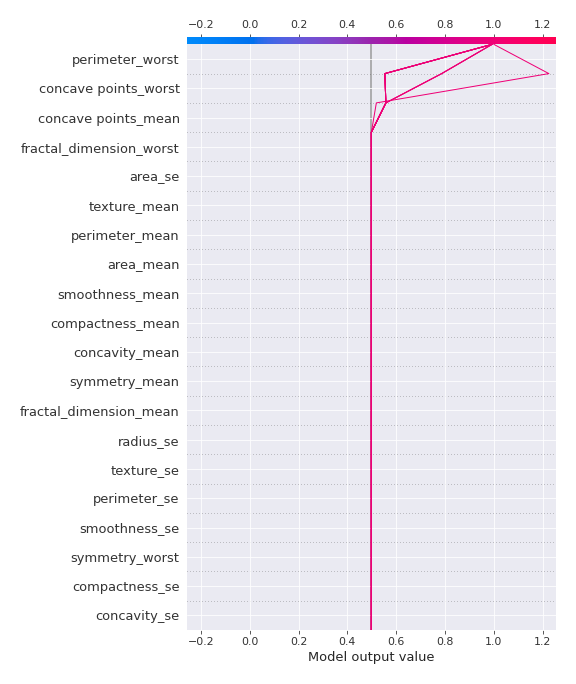 −0.2 0.0 0.2 0.4 0.6 0.8 1.0 1.2
perimeter_worst
concave points_worst
concave points_mean
fractal_dimension_worst
area_se
texture_mean
perimeter_mean
area_mean
smoothness_mean
compactness_mean
concavity_mean
symmetry_mean
fractal_dimension_mean
radius_se
texture_se
perimeter_se
smoothness_se
symmetry_worst
compactness_se
concavity_se
−0.2 0.0 0.2 0.4 0.6 0.8 1.0 1.2
Model output value